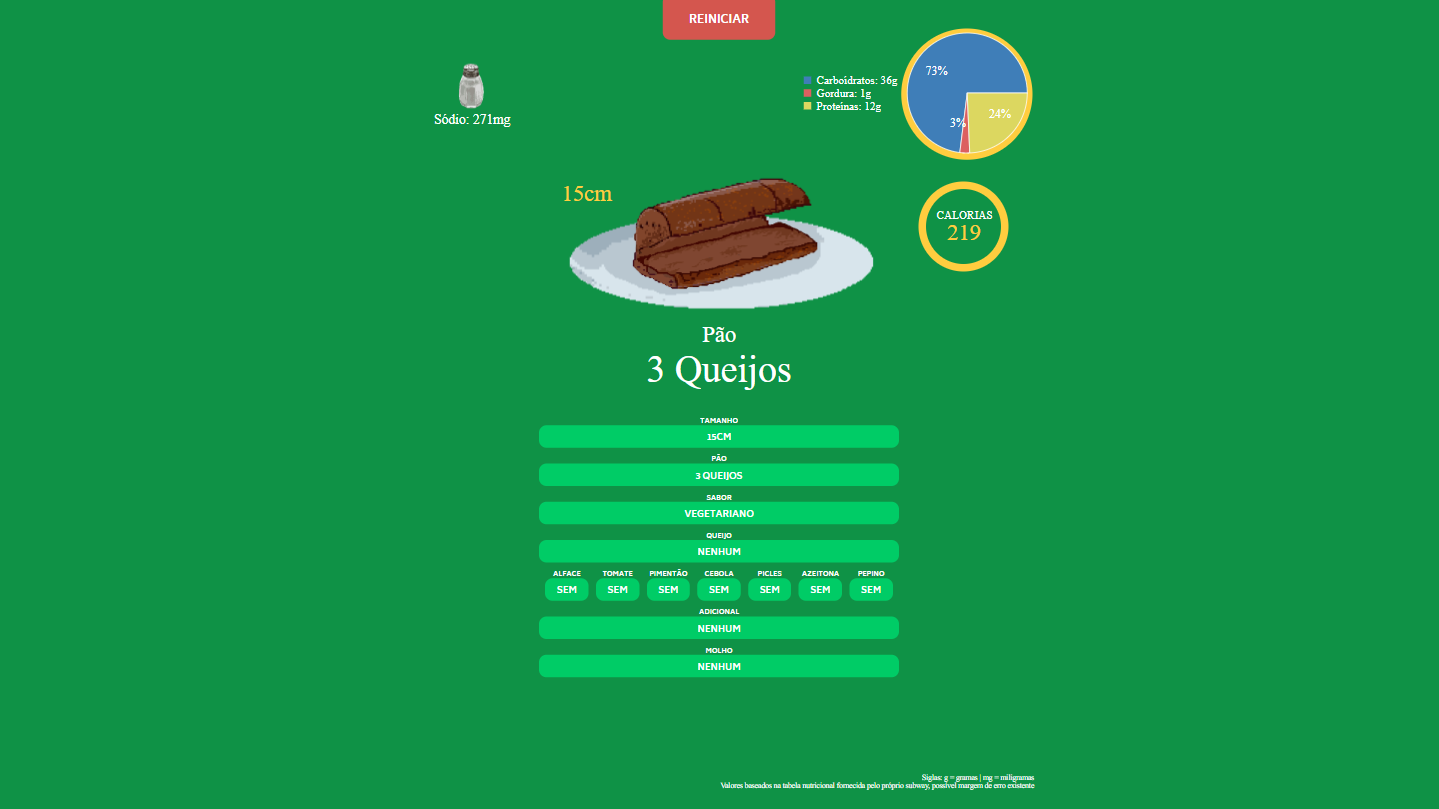 REINICIAR
Sódio: 271mg
Carboidratos: 36g
Gordura: 1g
Proteínas: 12g
73%
3%
24%
15cm
CALORIAS
219
Pão
3 Queijos
TAMANHO
15CM
PÃO
3 QUEIJOS
SABOR
VEGETARIANO
QUEIJO
NENHUM
ALFACE TOMATE PIMENTÃO CEBOLA PICLES AZEITONA PEPINO
SEM SEM SEM SEM SEM SEM SEM
ADICIONAL
NENHUM
MOLHO
NENHUM
Siglas: g = gramas | mg = miligramas
Valores baseados na tabela nutricional fornecida pelo próprio subway, possível margem de erro existente